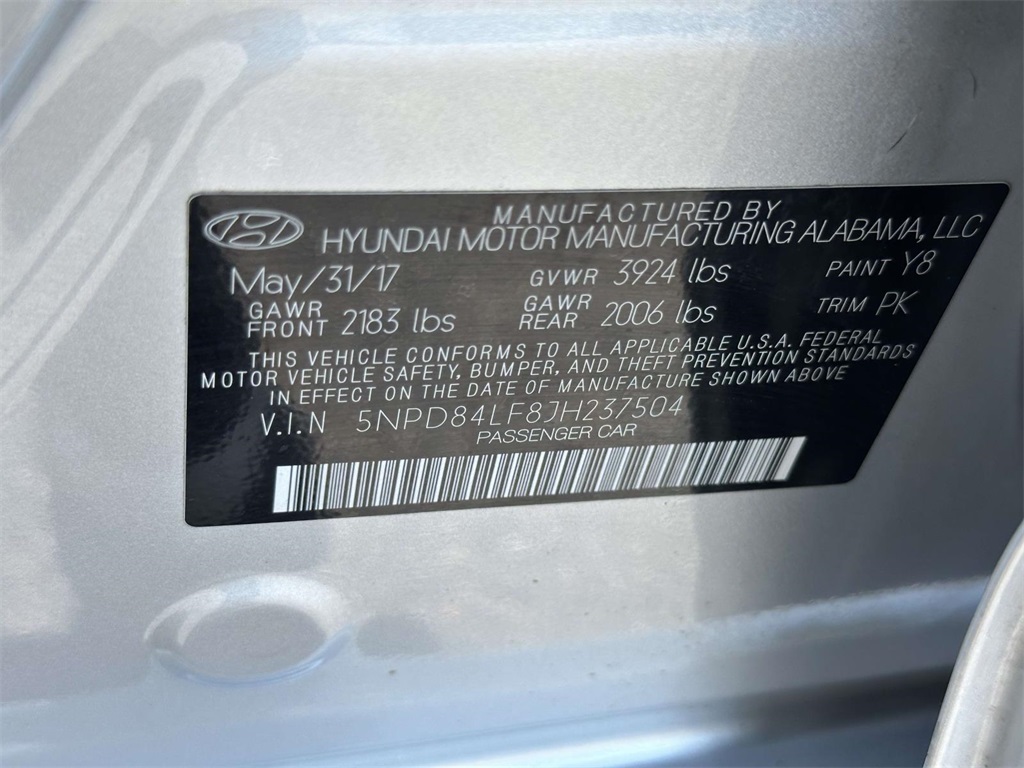 MANUFACTURED BY
HYUNDAI MOTOR MANUFACTURING ALABAMA, LLC
May/31/17 GVWR 3924 lbs PAINT Y8
GAWR FRONT 2183 lbs GAWR REAR 2006 lbs TRIM PK
THIS VEHICLE CONFORMS TO ALL APPLICABLE U.S.A. FEDERAL
MOTOR VEHICLE SAFETY, BUMPER, AND THEFT PREVENTION STANDARDS
IN EFFECT ON THE DATE OF MANUFACTURE SHOWN ABOVE
V.I.N 5NPD84LF8JH237504
PASSENGER CAR